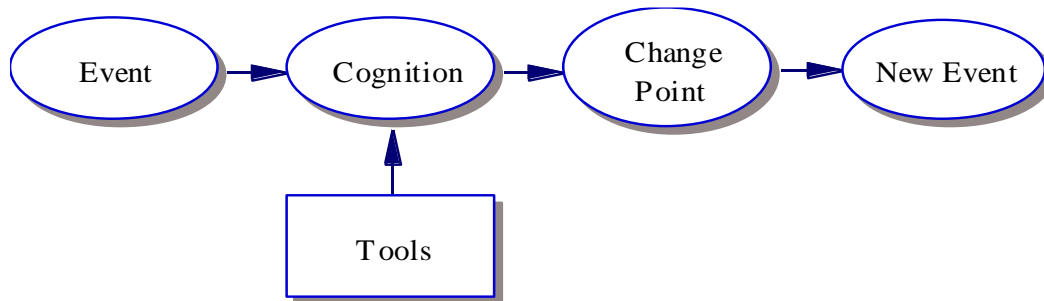 Event
Cognition
Change
Point
New Event
Tools